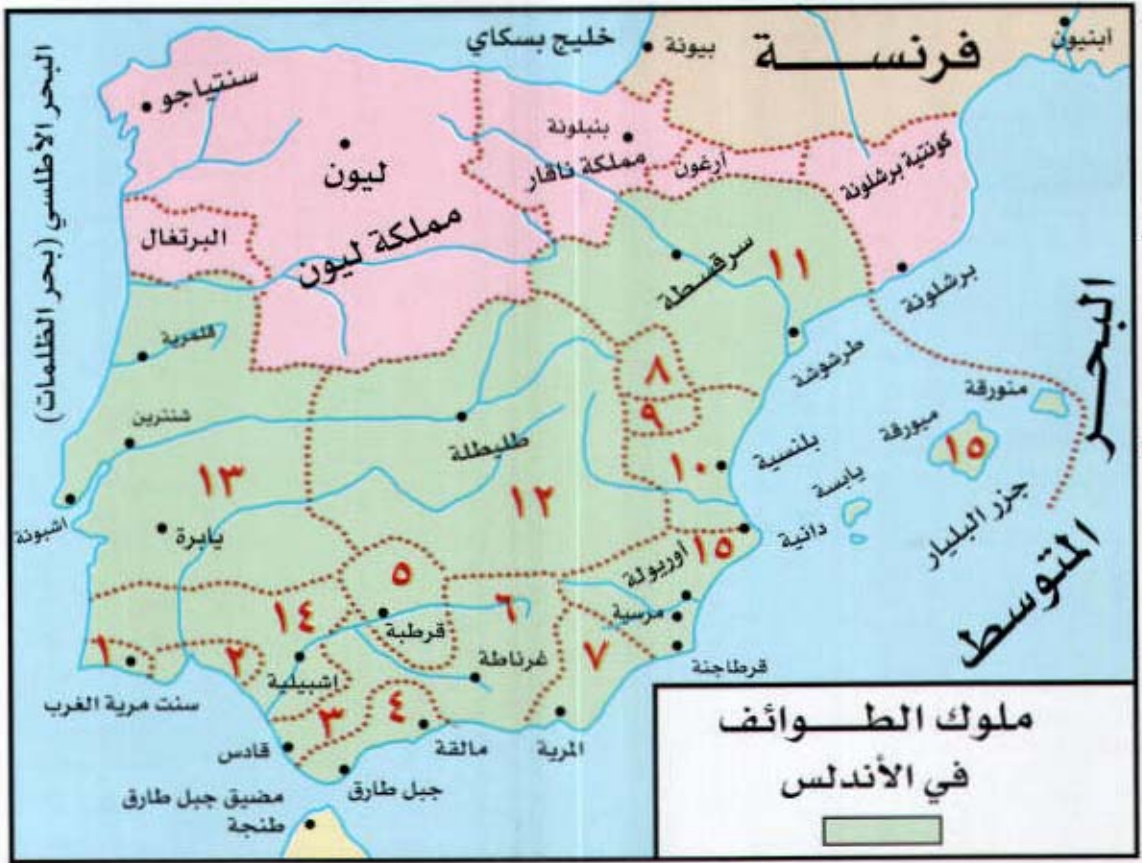 خليج بسكاي
بيونة
فرنسة
ابنيون
البحر الأطلسي (بحر الظلمات)
سنتياجو
ليون
مملكة ليون
البرتغال
بنبلونة
مملكة نافار
أرغون
كونتية برشلونة
سرقسطة
١١
برشلونة
طرشوشة
قلمرية
شنترين
١٣
اشبونة
يابرة
طليطلة
١٢
٨
٩
١٠
بلنسية
منورقة
ميورقة
١٥
يابسة
جزر البليار
دانية
البحر
المتوسط
١٥
أوريولة
مرسية
قرطاجنة
٥
قرطبة
٦
غرناطة
٧
المرية
١٤
اشبيلية
١
٢
٣
٤
سنت مرية الغرب
قادس
مالقة
جبل طارق
مضيق جبل طارق
طنجة
ملوك الطوائف
في الأندلس